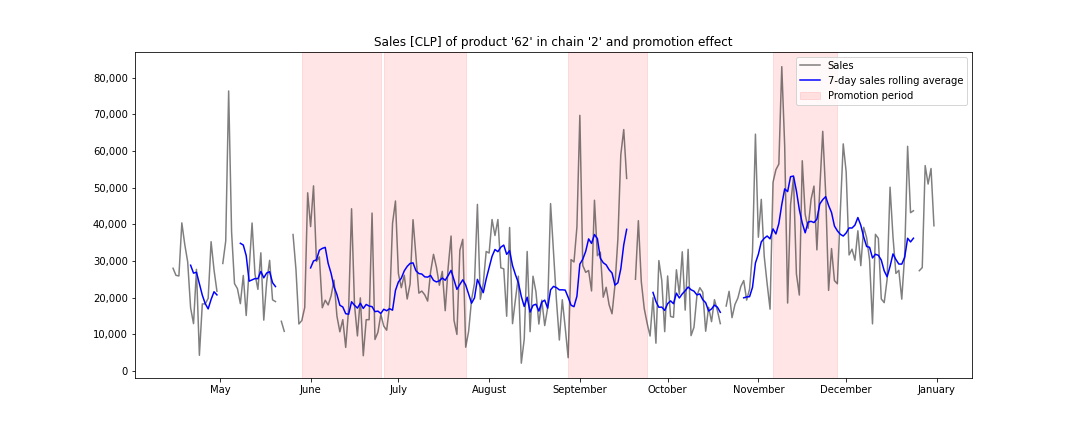 Sales [CLP] of product '62' in chain '2' and promotion effect
80,000
70,000
60,000
50,000
40,000
30,000
20,000
10,000
0
Sales
7-day sales rolling average
Promotion period
May
June
July
August
September
October
November
December
January